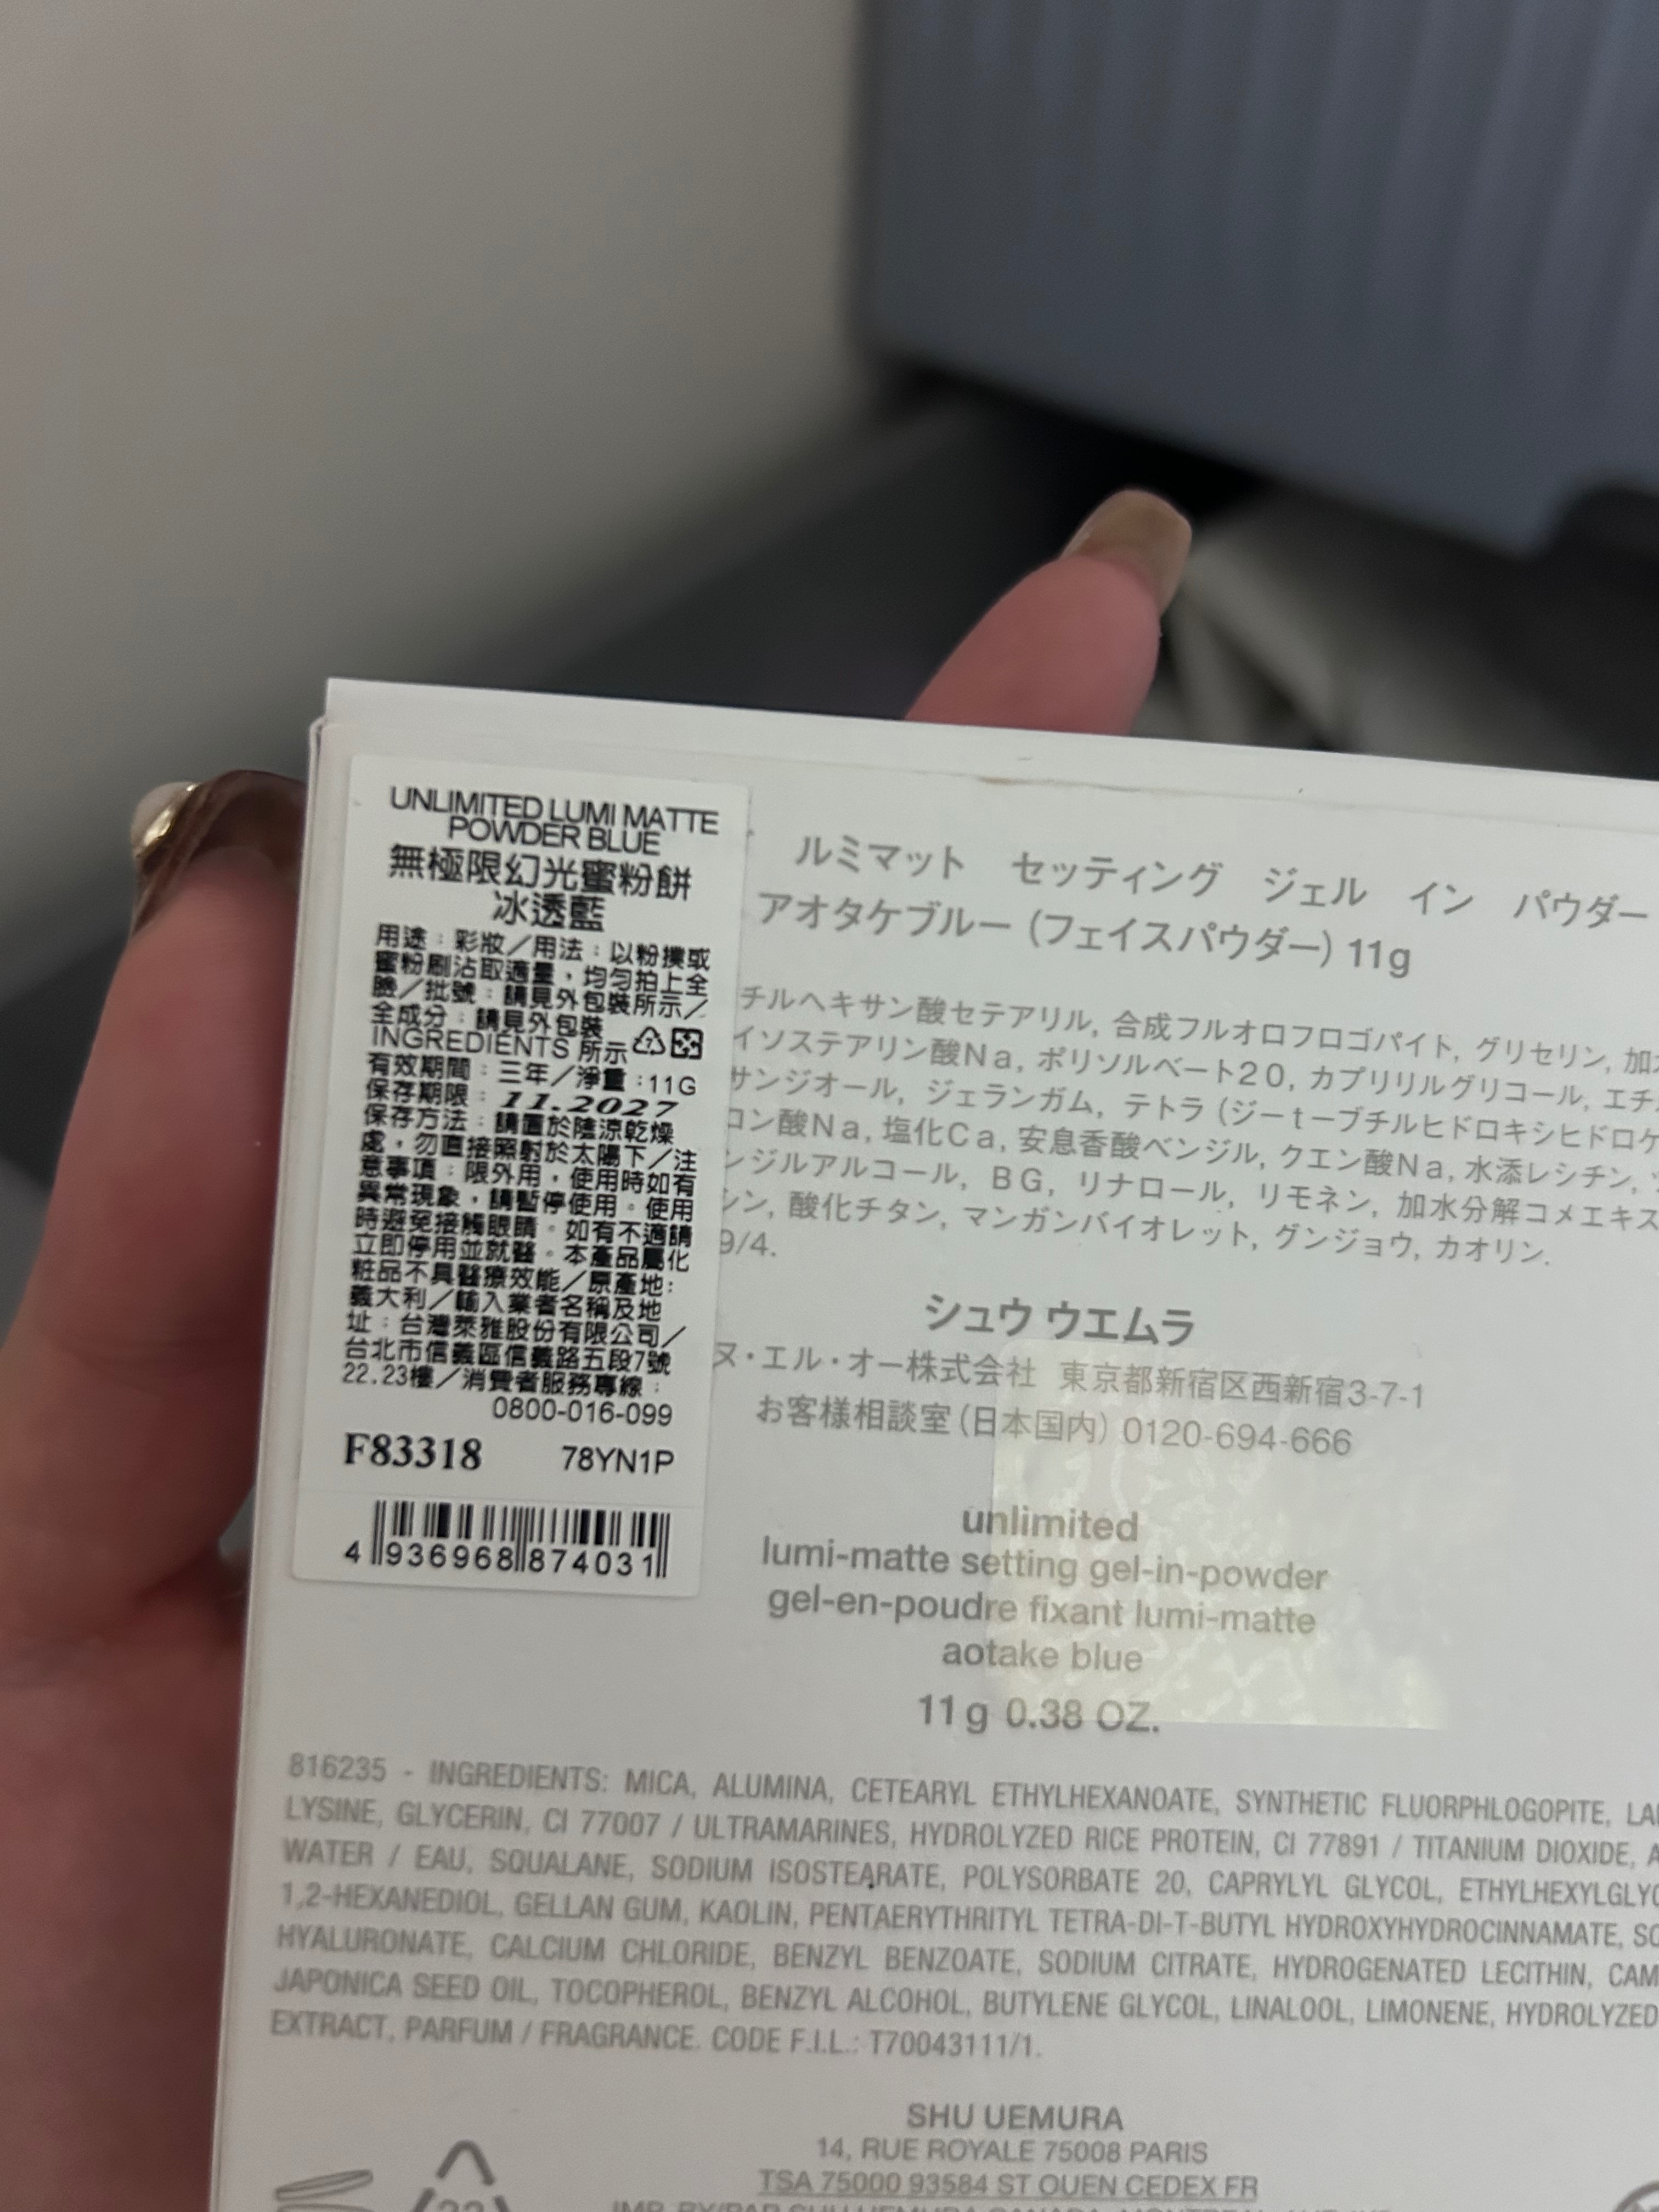 UNLIMITED LUMI MATTE
POWDER BLUE
無極限幻光蜜粉餅
冰透藍
用途：彩妝／用法：以粉撲或
蜜粉刷沾取適量，均勻拍上全
臉／批號：請見外包裝所示／
全成分：請見外包裝
INGREDIENTS 所示
有效期間：三年／淨重：11G
保存期限：11.2027
保存方法：請置於陰涼乾燥
處，勿直接照射於太陽下／注
意事項：限外用，使用時如有
異常現象，請暫停使用。使用
時避免接觸眼睛。如有不適請
立即停用並就醫。本產品屬化
粧品不具醫療效能／原產地：
義大利／輸入業者名稱及地
址：台灣萊雅股份有限公司／
台北市信義區信義路五段7號
22.23樓／消費者服務專線：
0800-016-099
F83318 78YN1P
4 936968 874031
ルミマット セッティング ジェル イン パウダー
アオタケブルー (フェイスパウダー) 11g
チルヘキサン酸セテアリル, 合成フルオロフロゴパイト, グリセリン, 加
イソステアリン酸Na, ポリソルベート20, カプリリルグリコール, エチ
サンジオール, ジェランガム, テトラ (ジーtーブチルヒドロキシヒドロケ
ロン酸Na, 塩化Ca, 安息香酸ベンジル, クエン酸Na, 水添レシチン,
ンジルアルコール, BG, リナロール, リモネン, 加水分解コメエキス
シン, 酸化チタン, マンガンバイオレット, グンジョウ, カオリン.
9/4.
シュウ ウエムラ
ヌ・エル・オー株式会社 東京都新宿区西新宿3-7-1
お客様相談室 (日本国内) 0120-694-666
unlimited
lumi-matte setting gel-in-powder
gel-en-poudre fixant lumi-matte
aotake blue
11 g 0.38 OZ.
816235 - INGREDIENTS: MICA, ALUMINA, CETEARYL ETHYLHEXANOATE, SYNTHETIC FLUORPHLOGOPITE,
LYSINE, GLYCERIN, CI 77007 / ULTRAMARINES, HYDROLYZED RICE PROTEIN, CI 77891 / TITANIUM DIOXIDE,
WATER / EAU, SQUALANE, SODIUM ISOSTEARATE, POLYSORBATE 20, CAPRYLYL GLYCOL,
1,2-HEXANEDIOL, GELLAN GUM, KAOLIN, PENTAERYTHRITYL TETRA-DI-T-BUTYL HYDROXYHYDROCINNAMATE,
HYALURONATE, CALCIUM CHLORIDE, BENZYL BENZOATE, SODIUM CITRATE, HYDROGENATED LECITHIN,
JAPONICA SEED OIL, TOCOPHEROL, BENZYL ALCOHOL, BUTYLENE GLYCOL, LINALOOL, LIMONENE, HYDROLYZED
EXTRACT, PARFUM / FRAGRANCE. CODE F.I.L.: T70043111/1.
SHU UEMURA
14, RUE ROYALE 75008 PARIS
TSA 75000 93584 ST OUEN CEDEX FR